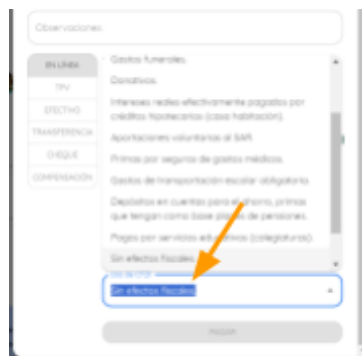 Observaciones
EN LÍNEA
TPV
EFECTIVO
TRANSFERENCIA
CHEQUE
COMPENSACIÓN
Gastos funerales.
Donativos.
Intereses reales efectivamente pagados por
créditos hipotecarios (casa habitación).
Aportaciones voluntarias al SAR.
Primas por seguros de gastos médicos.
Gastos de transportación escolar obligatoria.
Depósitos en cuentas para el ahorro, primas
que tengan como base planes de pensiones.
Pagos por servicios educativos (colegiaturas).
Sin efectos fiscales.
Uso de CFDI
Sin efectos fiscales.
PAGAR